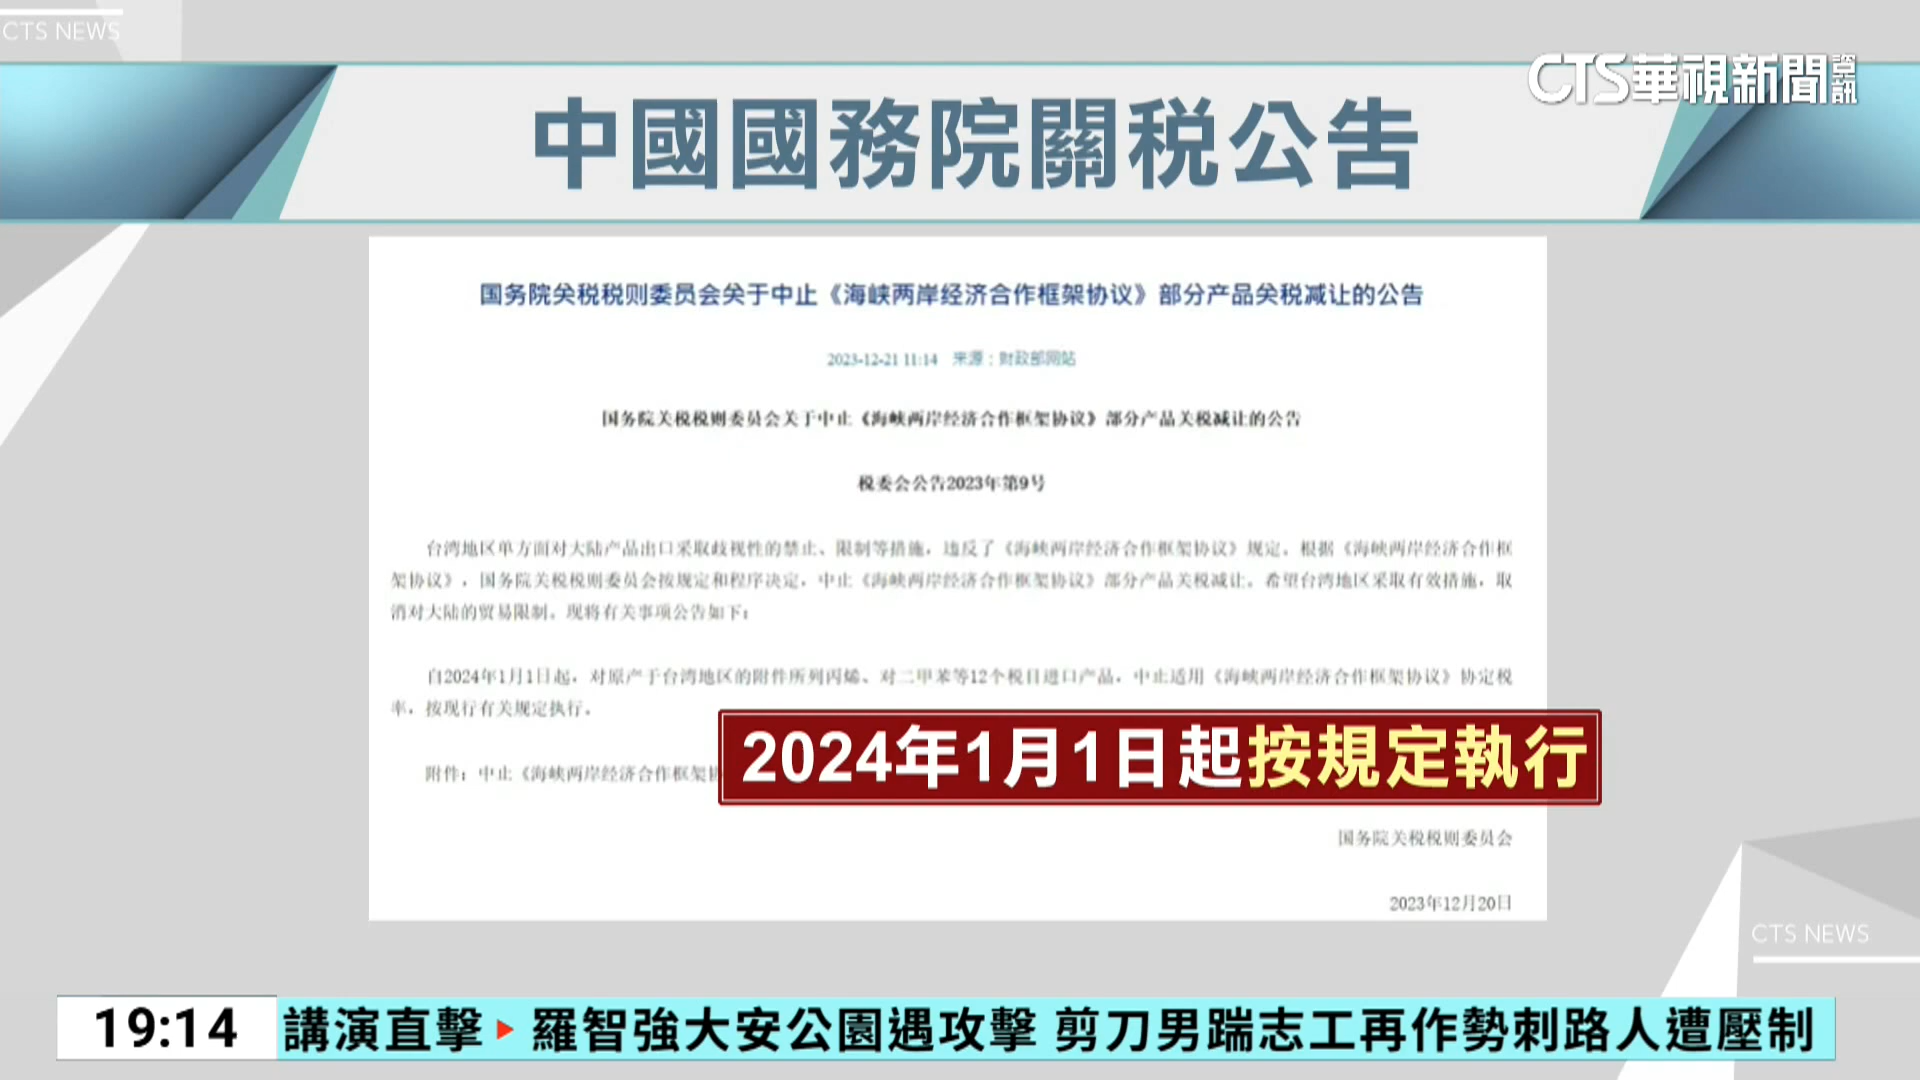 CTS NEWS
CTS華視新聞資訊
中國國務院關稅公告
国务院关税税则委员会关于中止《海峡两岸经济合作框架协议》部分产品关税减让的公告
2023-12-21 11:14 来源：财政部网站
国务院关税税则委员会关于中止《海峡两岸经济合作框架协议》部分产品关税减让的公告
税委会公告2023年第9号
台湾地区单方面对大陆产品出口采取歧视性的禁止、限制等措施，违反了《海峡两岸经济合作框架协议》规定。根据《海峡两岸经济合作框
架协议》，国务院关税税则委员会按规定和程序决定，中止《海峡两岸经济合作框架协议》部分产品关税减让。希望台湾地区采取有效措施，取
消对大陆的贸易限制。现将有关事项公告如下：
自2024年1月1日起，对原产于台湾地区的附件所列丙烯、对二甲苯等12个税目进口产品，中止适用《海峡两岸经济合作框架协议》协定税
率，按现行有关规定执行。
附件：中止《海峡两岸经济合作框架协
2024年1月1日起按規定執行
国务院关税税则委员会
2023年12月20日
CTS NEWS
19:14 講演直擊 羅智強大安公園遇攻擊 剪刀男踹志工再作勢刺路人遭壓制